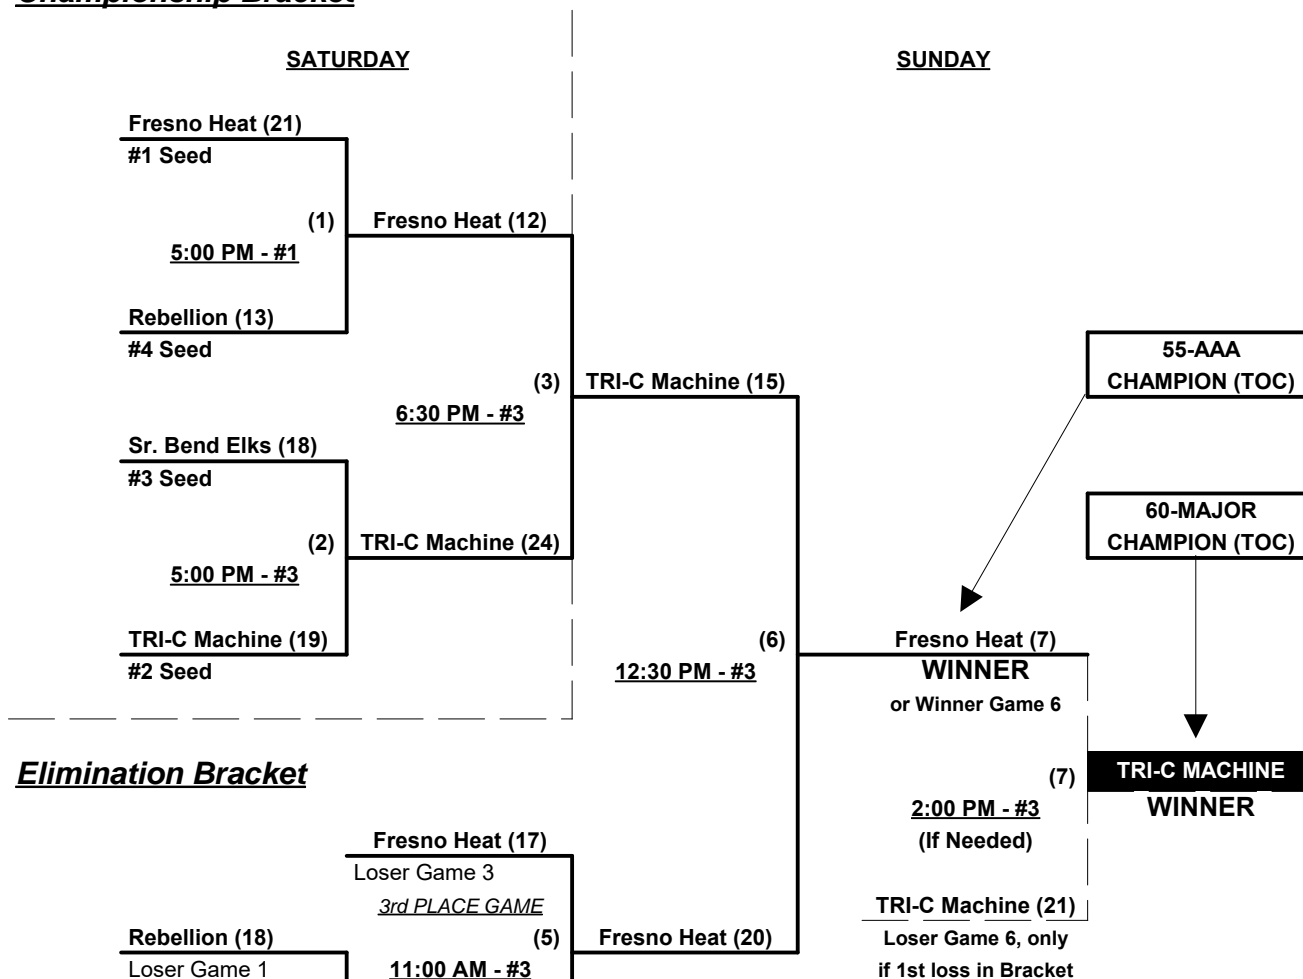 Championship Bracket
SATURDAY
SUNDAY
Fresno Heat (21)
#1 Seed
(1)
Fresno Heat (12)
5:00 PM - #1
Rebellion (13)
#4 Seed
(3)
TRI-C Machine (15)
6:30 PM - #3
Sr. Bend Elks (18)
#3 Seed
(2)
TRI-C Machine (24)
5:00 PM - #3
TRI-C Machine (19)
#2 Seed
55-AAA
CHAMPION (TOC)
60-MAJOR
CHAMPION (TOC)
(6)
Fresno Heat (7)
12:30 PM - #3
WINNER
or Winner Game 6
Elimination Bracket
(7)
TRI-C MACHINE
WINNER
2:00 PM - #3
(If Needed)
Fresno Heat (17)
Loser Game 3
3rd PLACE GAME
TRI-C Machine (21)
Rebellion (18)
(5)
Fresno Heat (20)
Loser Game 6, only
Loser Game 1
11:00 AM - #3
if 1st loss in Bracket